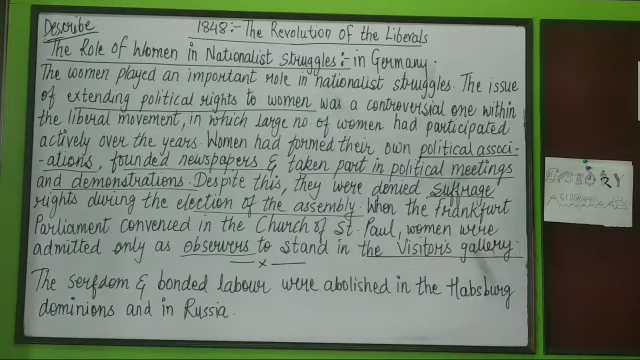 Describe
1848:- The Revolution of the Liberals
The Role of Women in Nationalist Struggles:- in Germany.
The women played an important role in nationalist struggles. The issue
of extending political rights to women was a controversial one within
the liberal movement, in which large no. of women had participated
actively over the years. Women had formed their own political associ-
-ations, founded newspapers & taken part in political meetings
and demonstrations. Despite this, they were denied suffrage
rights during the election of the assembly. When the Frankfurt
Parliament convened in the Church of St. Paul, women were
admitted only as observers to stand in the visitors gallery.
x
The serfdom & bonded labour were abolished in the Habsburg
dominions and in Russia.
HISTORY